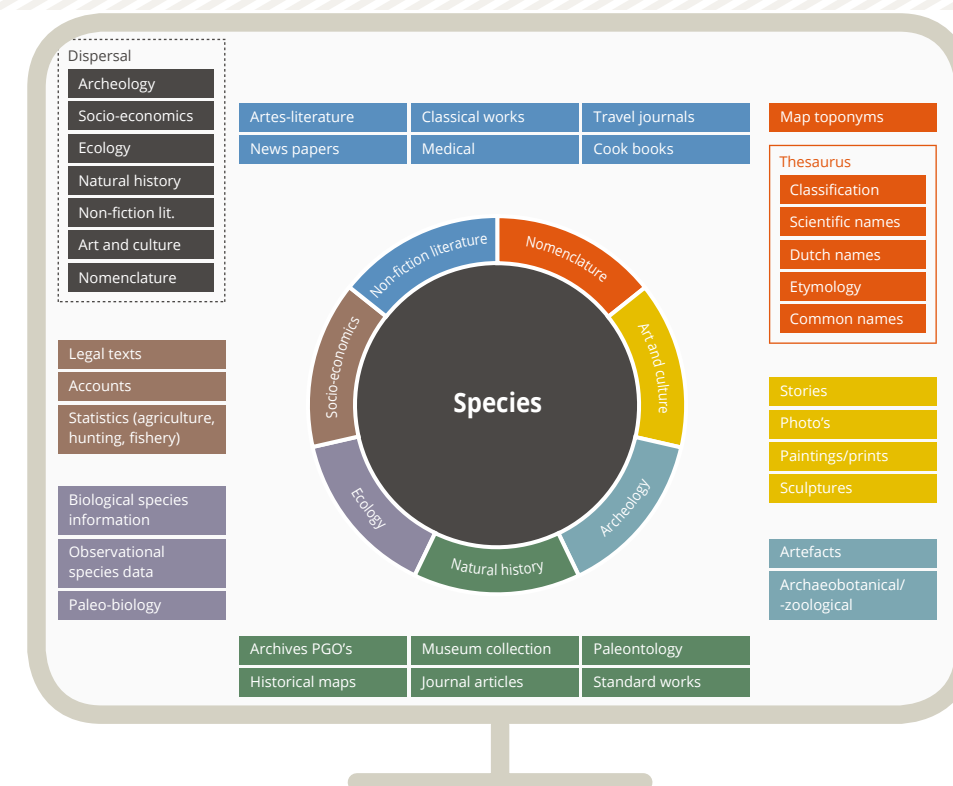 Dispersal
Archeology
Socio-economics
Ecology
Natural history
Non-fiction lit.
Art and culture
Nomenclature
Artes-literature
Classical works
Travel journals
News papers
Medical
Cook books
Map toponyms
Thesaurus
Classification
Scientific names
Dutch names
Etymology
Common names
Legal texts
Accounts
Statistics (agriculture,
hunting, fishery)
Biological species
information
Observational
species data
Paleo-biology
Non-fiction literature
Nomenclature
Art and culture
Archeology
Natural history
Ecology
Socio-economics
Species
Stories
Photo's
Paintings/prints
Sculptures
Artefacts
Archaeobotanical/
-zoological
Archives PGO's
Museum collection
Paleontology
Historical maps
Journal articles
Standard works